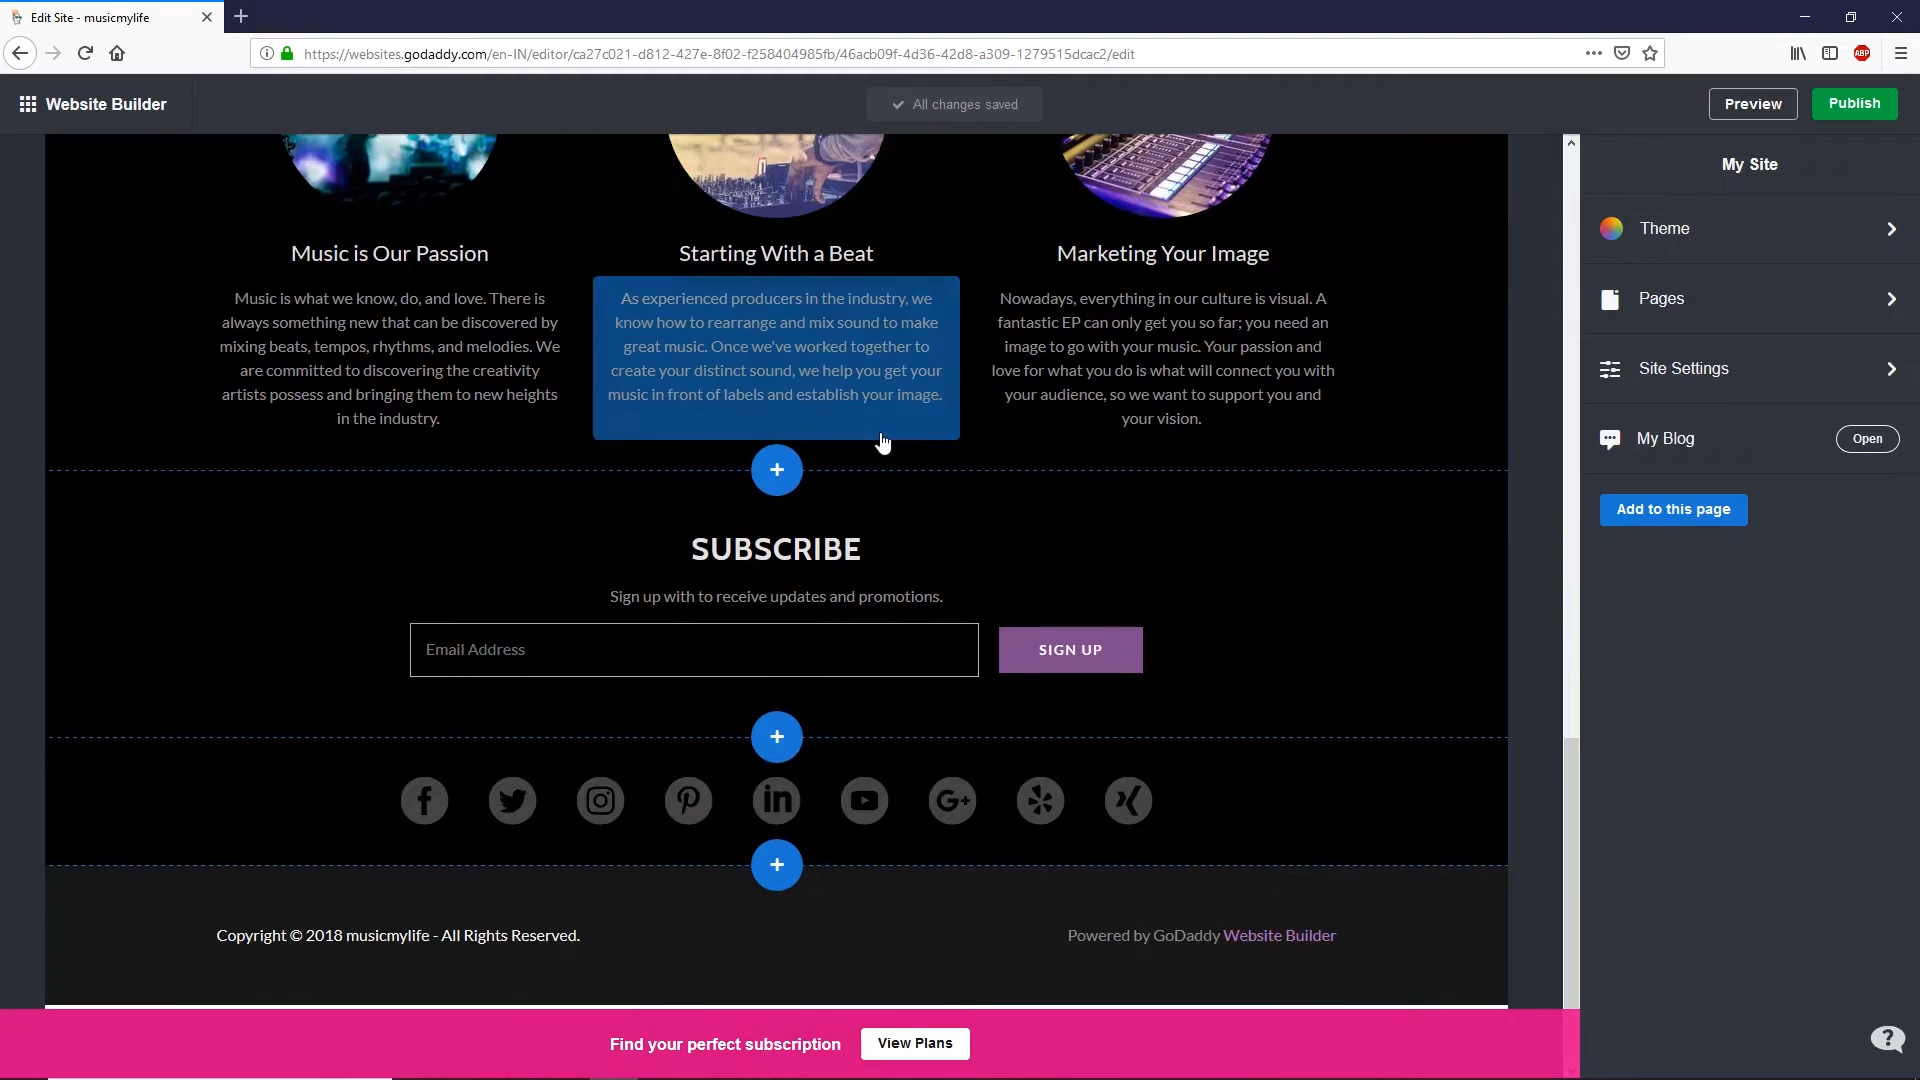 Edit Site - musicmylife
https://websites.godaddy.com/en-IN/editor/ca27c021-d812-427e-8f02-f258404985fb/46acb09f-4d36-42d8-a309-1279515dcac2/edit
ABP
Website Builder
All changes saved
Preview
Publish
My Site
Theme
Pages
Site Settings
My Blog
Open
Add to this page
Music is Our Passion
Music is what we know, do, and love. There is
always something new that can be discovered by
mixing beats, tempos, rhythms, and melodies. We
are committed to discovering the creativity
artists possess and bringing them to new heights
in the industry.
Starting With a Beat
As experienced producers in the industry, we
know how to rearrange and mix sound to make
great music. Once we've worked together to
create your distinct sound, we help you get your
music in front of labels and establish your image.
Marketing Your Image
Nowadays, everything in our culture is visual. A
fantastic EP can only get you so far; you need an
image to go with your music. Your passion and
love for what you do is what will connect you with
your audience, so we want to support you and
your vision.
SUBSCRIBE
Sign up with to receive updates and promotions.
Email Address
SIGN UP
Copyright © 2018 musicmylife - All Rights Reserved.
Powered by GoDaddy Website Builder
Find your perfect subscription
View Plans